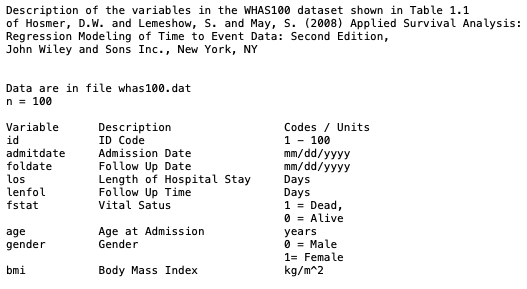 Description of the variables in the WHAS100 dataset shown in Table 1.1
of Hosmer, D.W. and Lemeshow, S. and May, S. (2008) Applied Survival Analysis:
Regression Modeling of Time to Event Data: Second Edition,
John Wiley and Sons Inc., New York, NY
Data are in file whas100.dat
n = 100
Variable Description Codes / Units
id ID Code 1 - 100
admitdate Admission Date mm/dd/yyyy
foldate Follow Up Date mm/dd/yyyy
los Length of Hospital Stay Days
lenfol Follow Up Time Days
fstat Vital Satus 1 = Dead,
0 = Alive
age Age at Admission years
gender Gender 0 = Male
1= Female
bmi Body Mass Index kg/m^2